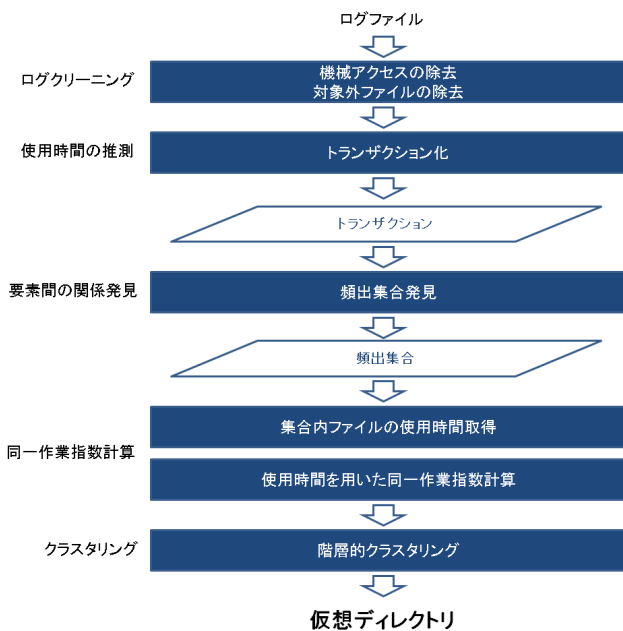 ログファイル
ログクリーニング
機械アクセスの除去
対象外ファイルの除去
使用時間の推測
トランザクション化
トランザクション
要素間の関係発見
頻出集合発見
頻出集合
同一作業指数計算
集合内ファイルの使用時間取得
使用時間を用いた同一作業指数計算
クラスタリング
階層的クラスタリング
仮想ディレクトリ